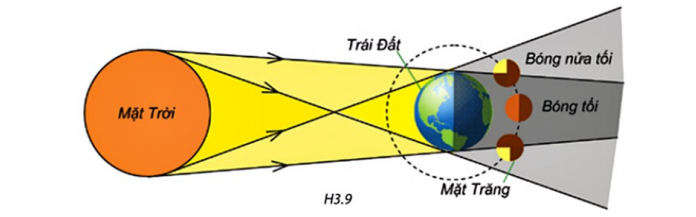 Trái Đất
Bóng nửa tối
Mặt Trời
Bóng tối
Mặt Trăng
H3.9